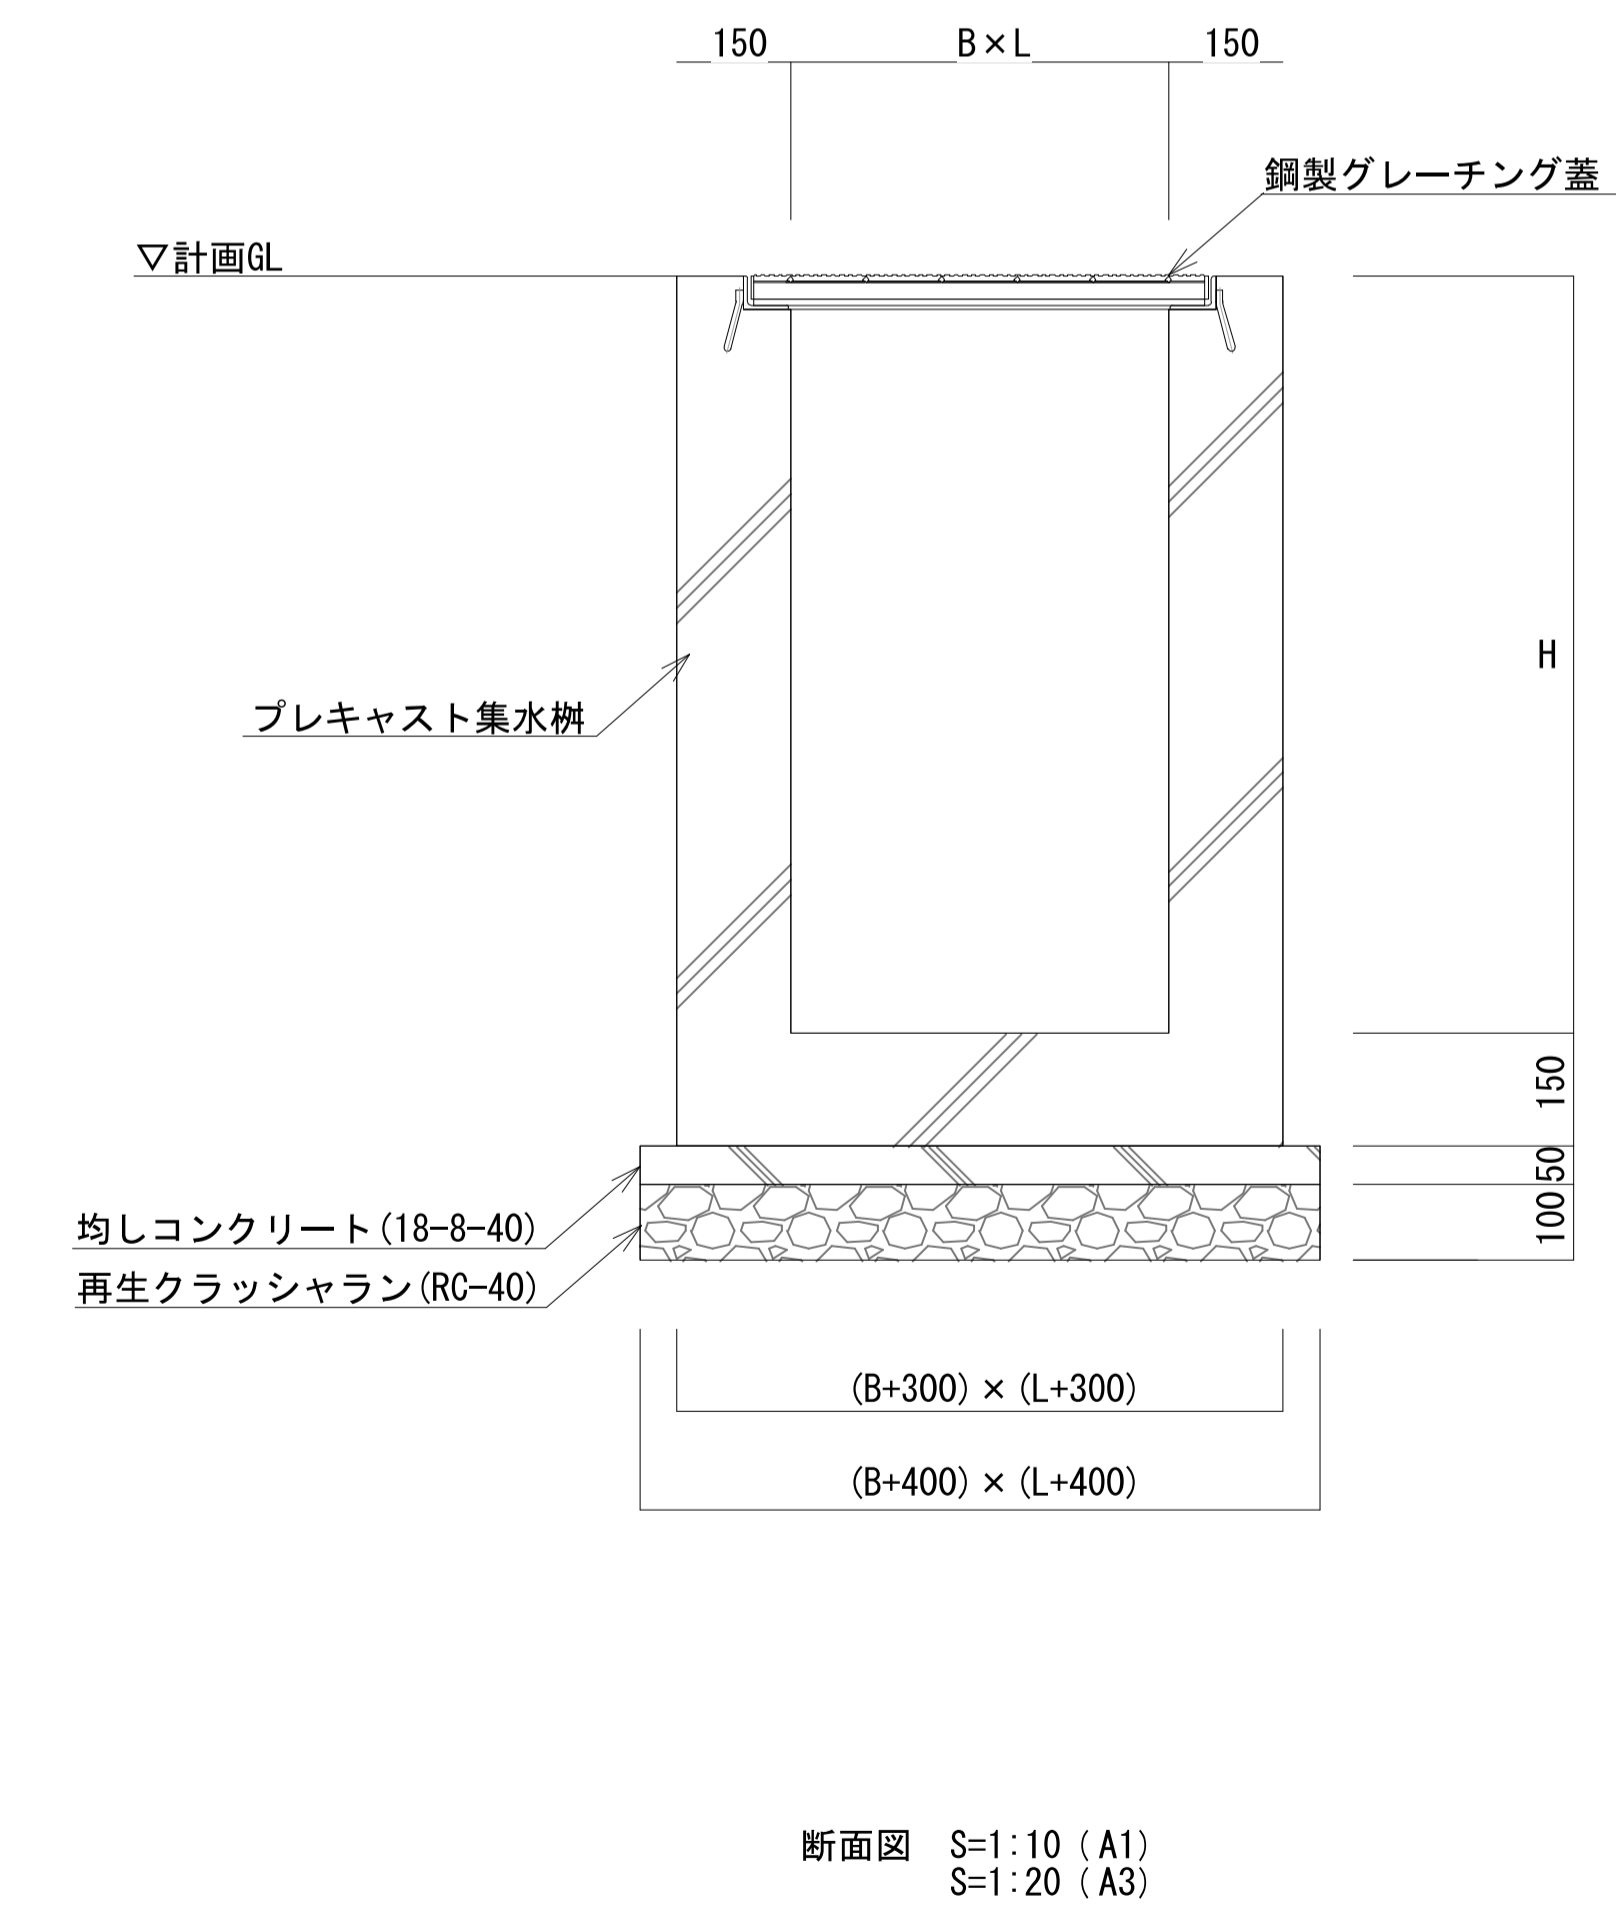 150
B×L
150
鋼製グレーチング蓋
▽計画GL
H
プレキャスト集水桝
150
50
100
均しコンクリート(18-8-40)
再生クラッシャラン(RC-40)
(B+300)×(L+300)
(B+400)×(L+400)
断面図 S=1:10 (A1)
S=1:20 (A3)